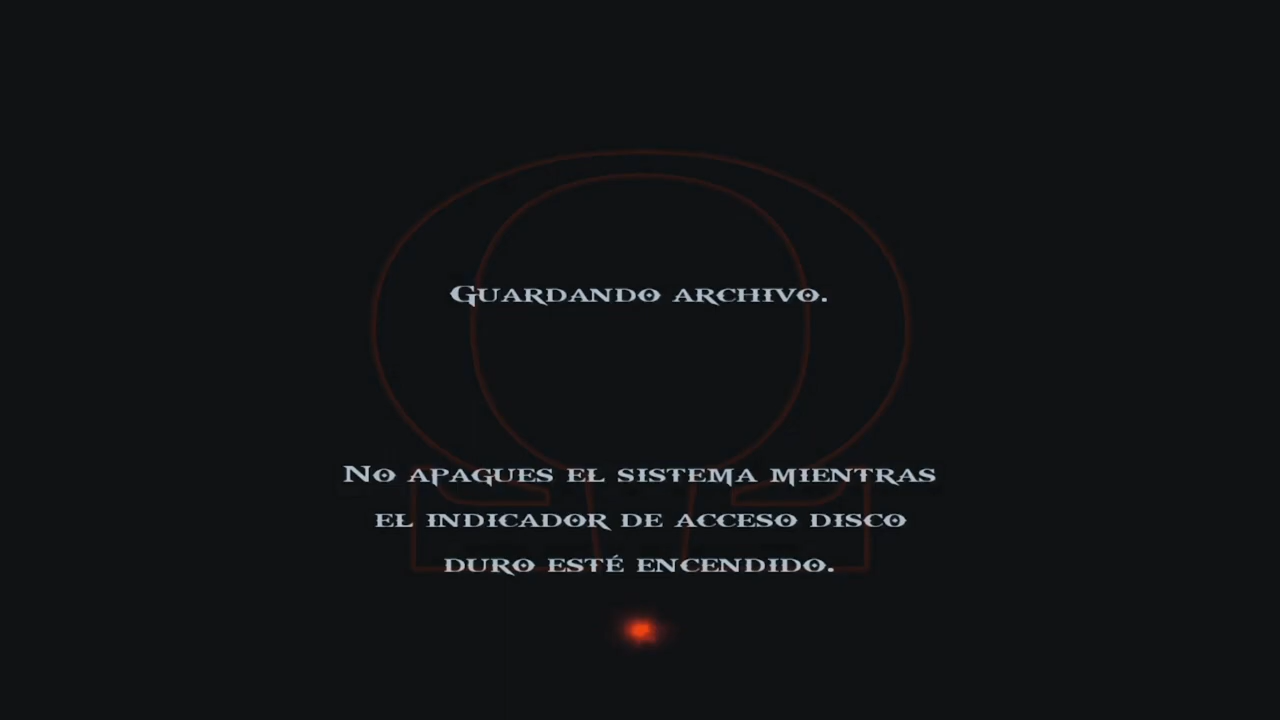 Guardando archivo.
No apagues el sistema mientras
el indicador de acceso disco
duro esté encendido.